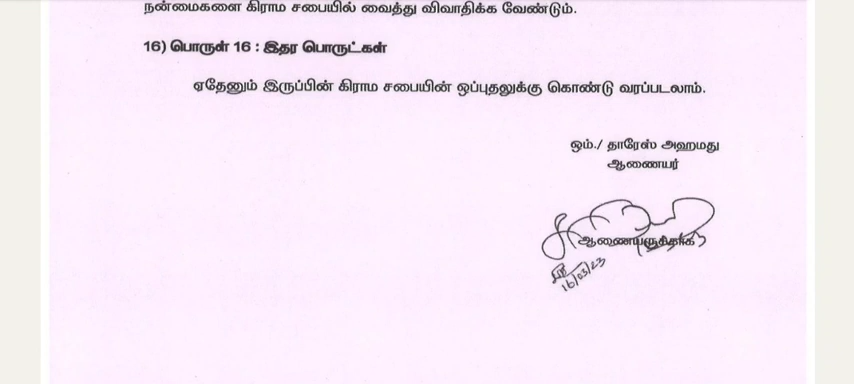 நன்மைகளை கிராம சபையில் வைத்து விவாதிக்க வேண்டும்.
16) பொருள் 16 : இதர பொருட்கள்
ஏதேனும் இருப்பின் கிராம சபையின் ஒப்புதலுக்கு கொண்டு வரப்படலாம்.
ஒம்./ தாரேஸ் அஹமது
ஆணையர்
ஆணையருக்காக
16/03/23